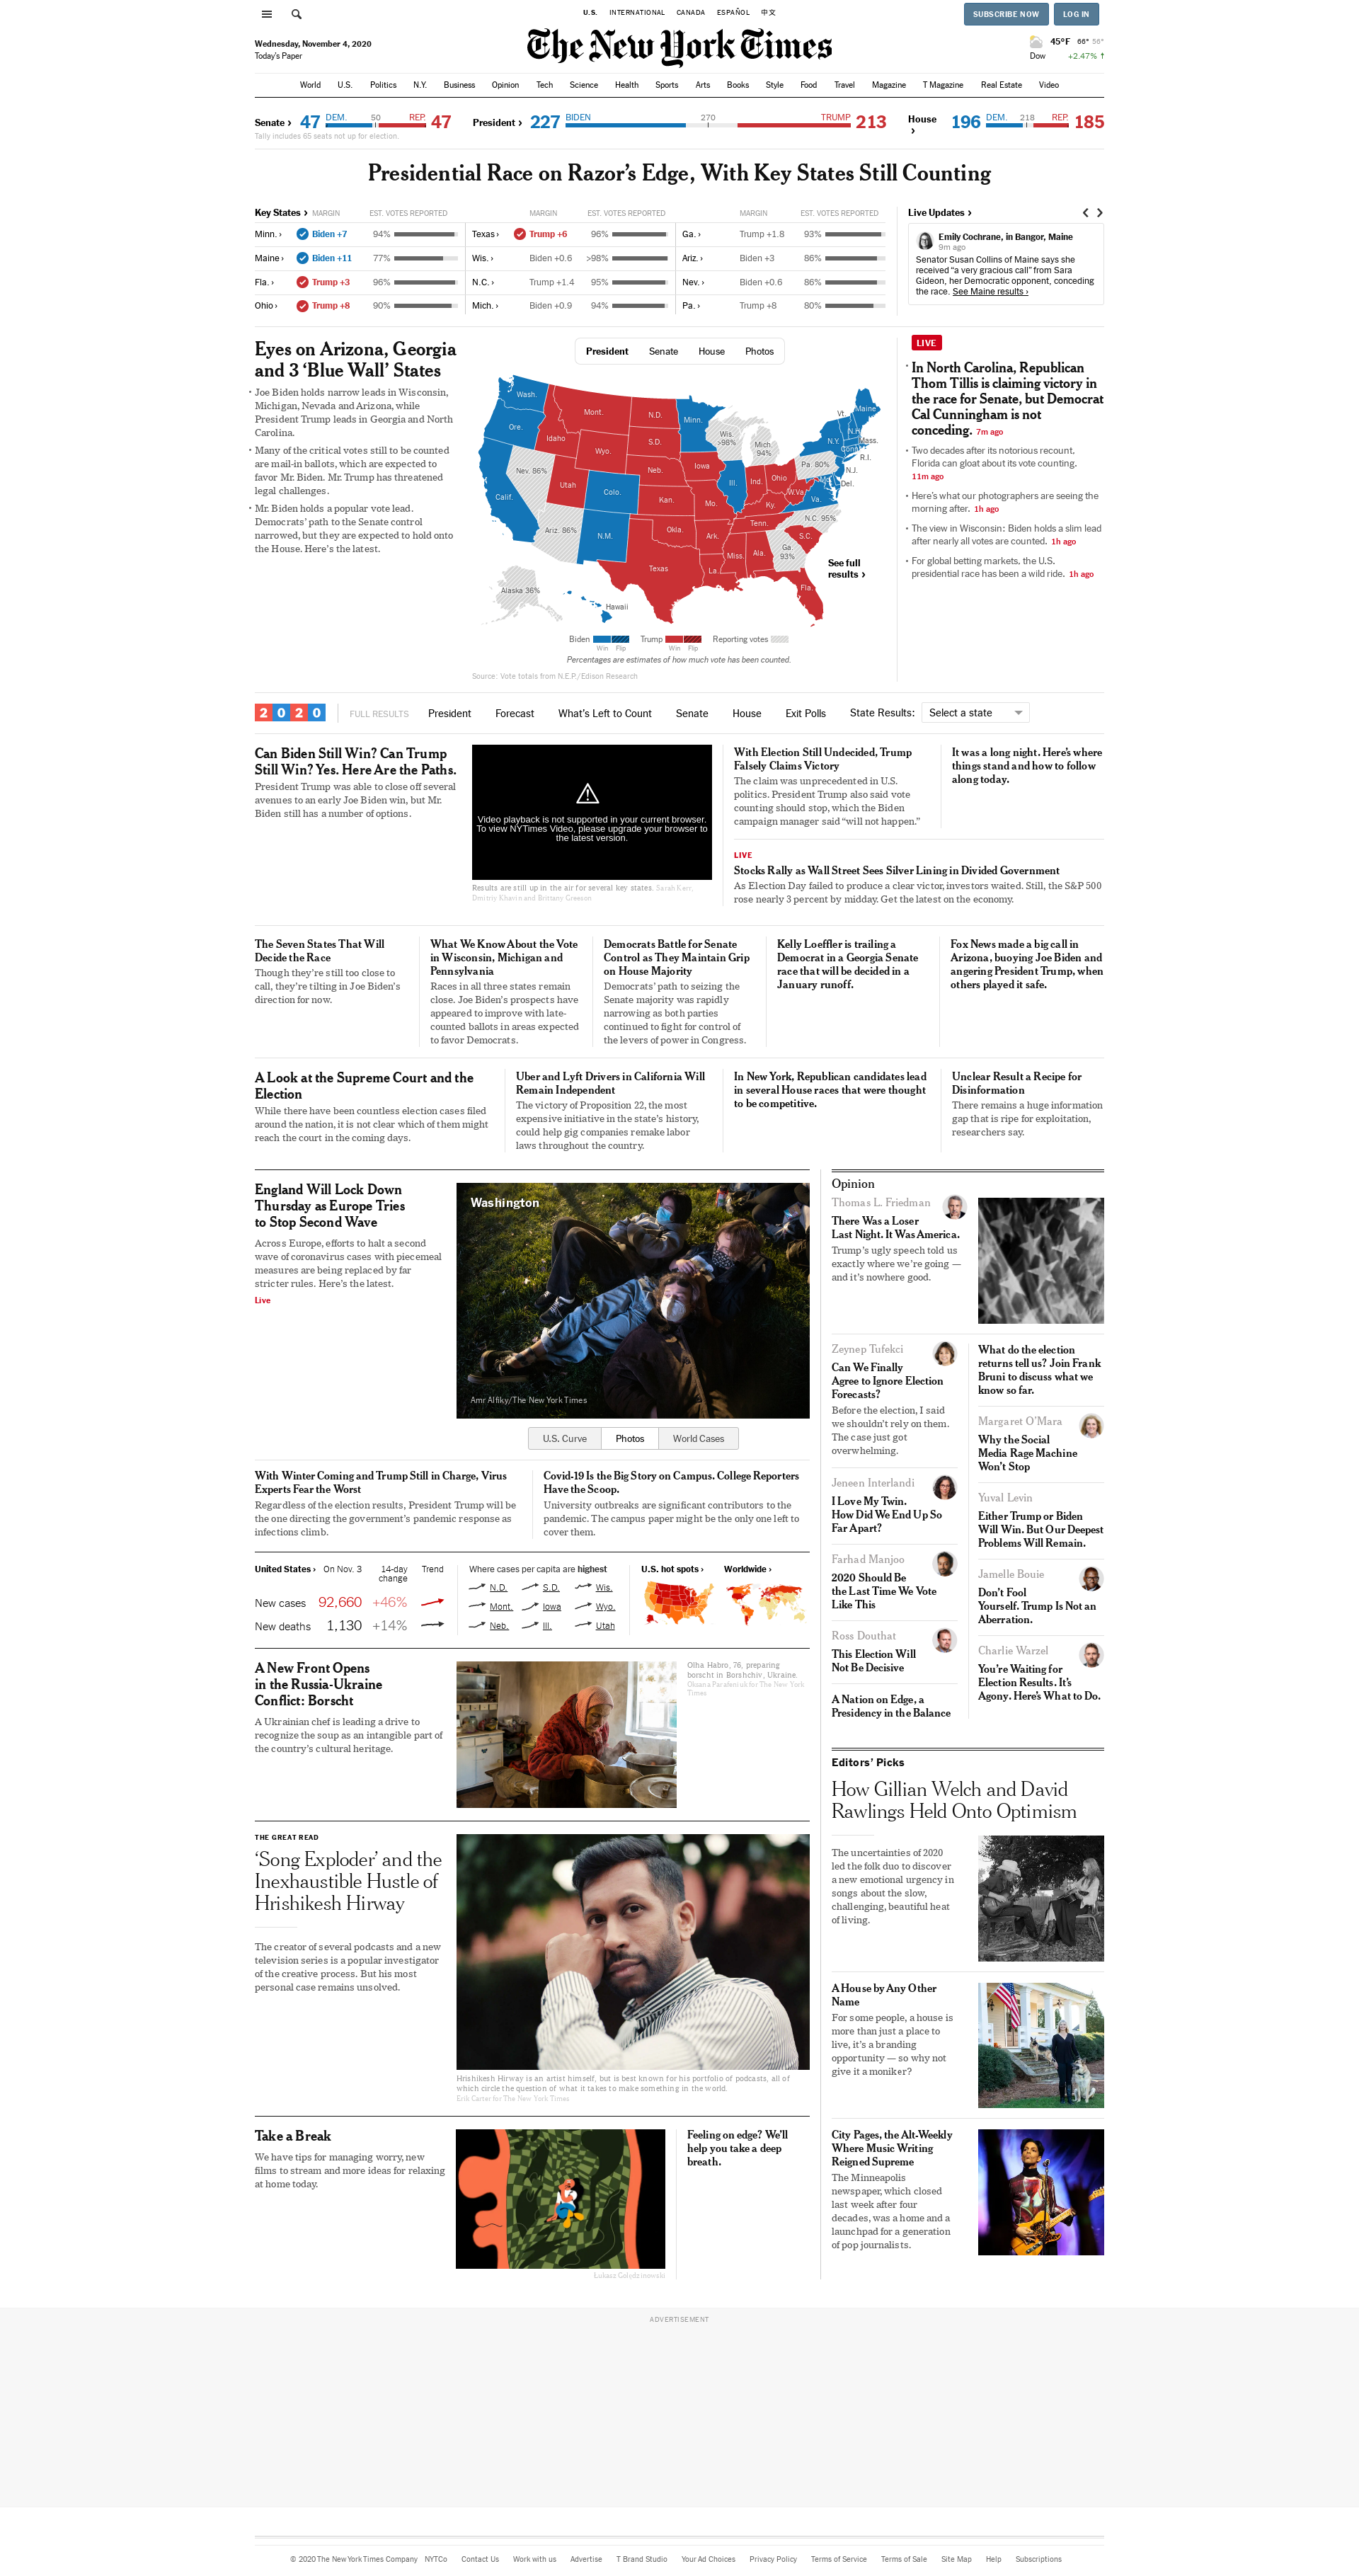 U.S. INTERNATIONAL CANADA ESPAÑOL 中文
SUBSCRIBE NOW LOG IN
Wednesday, November 4, 2020
Today's Paper
The New York Times
45°F 66° 56°
Dow +2.47% ↑
World U.S. Politics N.Y. Business Opinion Tech Science Health Sports Arts Books Style Food Travel Magazine T Magazine Real Estate Video
Senate › 47 DEM. 50 REP. 47
Tally includes 65 seats not up for election.
President › 227 BIDEN 270 TRUMP 213
House › 196 DEM. 218 REP. 185
Presidential Race on Razor's Edge, With Key States Still Counting
Key States › MARGIN EST. VOTES REPORTED MARGIN EST. VOTES REPORTED MARGIN EST. VOTES REPORTED
Minn. › Biden +7 94% Texas › Trump +6 96% Ga. › Trump +1.8 93%
Maine › Biden +11 77% Wis. › Biden +0.6 >98% Ariz. › Biden +3 86%
Fla. › Trump +3 96% N.C. › Trump +1.4 95% Nev. › Biden +0.6 86%
Ohio › Trump +8 90% Mich. › Biden +0.9 94% Pa. › Trump +8 80%
Live Updates ›
Emily Cochrane, in Bangor, Maine
9m ago
Senator Susan Collins of Maine says she
received "a very gracious call" from Sara
Gideon, her Democratic opponent, conceding
the race. See Maine results ›
Eyes on Arizona, Georgia
and 3 'Blue Wall' States
• Joe Biden holds narrow leads in Wisconsin,
Michigan, Nevada and Arizona, while
President Trump leads in Georgia and North
Carolina.
• Many of the critical votes still to be counted
are mail-in ballots, which are expected to
favor Mr. Biden. Mr. Trump has threatened
legal challenges.
• Mr. Biden holds a popular vote lead.
Democrats' path to the Senate control
narrowed, but they are expected to hold onto
the House. Here's the latest.
President Senate House Photos
Wash.
Ore.
Calif.
Nev. 86%
Idaho
Mont.
Wyo.
Utah
Colo.
Ariz. 86%
N.M.
N.D.
S.D.
Neb.
Kan.
Okla.
Texas
Minn.
Iowa
Mo.
Ark.
La.
Wis.
>98%
Mich.
94%
Ill.
Ind.
Ohio
Ky.
Tenn.
Miss.
Ala.
Ga.
93%
Fla.
S.C.
N.C. 95%
Va.
W.Va.
Pa. 80%
N.Y.
Vt.
N.H.
Maine
Mass.
Conn.
R.I.
N.J.
Del.
Alaska 36%
Hawaii
See full
results ›
Biden Trump Reporting votes
Win Flip Win Flip
Percentages are estimates of how much vote has been counted.
Source: Vote totals from N.E.P./Edison Research
LIVE
• In North Carolina, Republican
Thom Tillis is claiming victory in
the race for Senate, but Democrat
Cal Cunningham is not
conceding. 7m ago
• Two decades after its notorious recount,
Florida can gloat about its vote counting.
11m ago
• Here's what our photographers are seeing the
morning after. 1h ago
• The view in Wisconsin: Biden holds a slim lead
after nearly all votes are counted. 1h ago
• For global betting markets, the U.S.
presidential race has been a wild ride. 1h ago
2020 FULL RESULTS President Forecast What's Left to Count Senate House Exit Polls State Results: Select a state
Can Biden Still Win? Can Trump
Still Win? Yes. Here Are the Paths.
President Trump was able to close off several
avenues to an early Joe Biden win, but Mr.
Biden still has a number of options.
Video playback is not supported in your current browser.
To view NYTimes Video, please upgrade your browser to
the latest version.
Results are still up in the air for several key states. Sarah Kerr,
Dmitriy Khavin and Brittany Greeson
With Election Still Undecided, Trump
Falsely Claims Victory
The claim was unprecedented in U.S.
politics. President Trump also said vote
counting should stop, which the Biden
campaign manager said "will not happen."
It was a long night. Here's where
things stand and how to follow
along today.
LIVE
Stocks Rally as Wall Street Sees Silver Lining in Divided Government
As Election Day failed to produce a clear victor, investors waited. Still, the S&P 500
rose nearly 3 percent by midday. Get the latest on the economy.
The Seven States That Will
Decide the Race
Though they're still too close to
call, they're tilting in Joe Biden's
direction for now.
What We Know About the Vote
in Wisconsin, Michigan and
Pennsylvania
Races in all three states remain
close. Joe Biden's prospects have
appeared to improve with late-
counted ballots in areas expected
to favor Democrats.
Democrats Battle for Senate
Control as They Maintain Grip
on House Majority
Democrats' path to seizing the
Senate majority was rapidly
narrowing as both parties
continued to fight for control of
the levers of power in Congress.
Kelly Loeffler is trailing a
Democrat in a Georgia Senate
race that will be decided in a
January runoff.
Fox News made a big call in
Arizona, buoying Joe Biden and
angering President Trump, when
others played it safe.
A Look at the Supreme Court and the
Election
While there have been countless election cases filed
around the nation, it is not clear which of them might
reach the court in the coming days.
Uber and Lyft Drivers in California Will
Remain Independent
The victory of Proposition 22, the most
expensive initiative in the state's history,
could help gig companies remake labor
laws throughout the country.
In New York, Republican candidates lead
in several House races that were thought
to be competitive.
Unclear Result a Recipe for
Disinformation
There remains a huge information
gap that is ripe for exploitation,
researchers say.
England Will Lock Down
Thursday as Europe Tries
to Stop Second Wave
Across Europe, efforts to halt a second
wave of coronavirus cases with piecemeal
measures are being replaced by far
stricter rules. Here's the latest.
Live
Washington
Amr Alfiky/The New York Times
U.S. Curve Photos World Cases
With Winter Coming and Trump Still in Charge, Virus
Experts Fear the Worst
Regardless of the election results, President Trump will be
the one directing the government's pandemic response as
infections climb.
Covid-19 Is the Big Story on Campus. College Reporters
Have the Scoop.
University outbreaks are significant contributors to the
pandemic. The campus paper might be the only one left to
cover them.
United States › On Nov. 3 14-day
change Trend
New cases 92,660 +46%
New deaths 1,130 +14%
Where cases per capita are highest
N.D. S.D. Wis.
Mont. Iowa Wyo.
Neb. Ill. Utah
U.S. hot spots › Worldwide ›
A New Front Opens
in the Russia-Ukraine
Conflict: Borscht
A Ukrainian chef is leading a drive to
recognize the soup as an intangible part of
the country's cultural heritage.
Olha Habro, 76, preparing
borscht in Borshchiv, Ukraine.
Oksana Parafeniuk for The New York
Times
THE GREAT READ
'Song Exploder' and the
Inexhaustible Hustle of
Hrishikesh Hirway
The creator of several podcasts and a new
television series is a popular investigator
of the creative process. But his most
personal case remains unsolved.
Hrishikesh Hirway is an artist himself, but is best known for his portfolio of podcasts, all of
which circle the question of what it takes to make something in the world.
Erik Carter for The New York Times
Take a Break
We have tips for managing worry, new
films to stream and more ideas for relaxing
at home today.
Feeling on edge? We'll
help you take a deep
breath.
Opinion
Thomas L. Friedman
There Was a Loser
Last Night. It Was America.
Trump's ugly speech told us
exactly where we're going —
and it's nowhere good.
Zeynep Tufekci
Can We Finally
Agree to Ignore Election
Forecasts?
Before the election, I said
we shouldn't rely on them.
The case just got
overwhelming.
Jeneen Interlandi
I Love My Twin.
How Did We End Up So
Far Apart?
Farhad Manjoo
2020 Should Be
the Last Time We Vote
Like This
Ross Douthat
This Election Will
Not Be Decisive
A Nation on Edge, a
Presidency in the Balance
What do the election
returns tell us? Join Frank
Bruni to discuss what we
know so far.
Margaret O'Mara
Why the Social
Media Rage Machine
Won't Stop
Yuval Levin
Either Trump or Biden
Will Win. But Our Deepest
Problems Will Remain.
Jamelle Bouie
Don't Fool
Yourself. Trump Is Not an
Aberration.
Charlie Warzel
You're Waiting for
Election Results. It's
Agony. Here's What to Do.
Editors' Picks
How Gillian Welch and David
Rawlings Held Onto Optimism
The uncertainties of 2020
led the folk duo to discover
a new emotional urgency in
songs about the slow,
challenging, beautiful heat
of living.
A House by Any Other
Name
For some people, a house is
more than just a place to
live, it's a branding
opportunity — so why not
give it a moniker?
City Pages, the Alt-Weekly
Where Music Writing
Reigned Supreme
The Minneapolis
newspaper, which closed
last week after four
decades, was a home and a
launchpad for a generation
of pop journalists.
ADVERTISEMENT
© 2020 The New York Times Company NYTCo Contact Us Work with us Advertise T Brand Studio Your Ad Choices Privacy Policy Terms of Service Terms of Sale Site Map Help Subscriptions